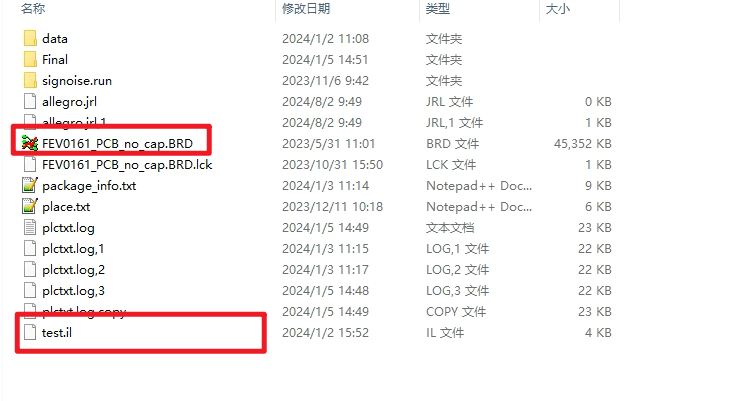 名称 修改日期 类型 大小
data 2024/1/2 11:08 文件夹
Final 2024/1/5 14:51 文件夹
signoise.run 2023/11/6 9:42 文件夹
allegro.jrl 2024/8/2 9:49 JRL 文件 0 KB
allegro.jrl,1 2024/8/2 9:49 JRL,1 文件 1 KB
FEV0161_PCB_no_cap.BRD 2023/5/31 11:01 BRD 文件 45,352 KB
FEV0161_PCB_no_cap.BRD.lck 2023/10/31 15:50 LCK 文件 1 KB
package_info.txt 2024/1/3 11:14 Notepad++ Doc... 9 KB
place.txt 2023/12/11 10:18 Notepad++ Doc... 6 KB
plctxt.log 2024/1/5 14:49 文本文档 23 KB
plctxt.log,1 2024/1/3 11:15 LOG,1 文件 22 KB
plctxt.log,2 2024/1/3 11:17 LOG,2 文件 22 KB
plctxt.log,3 2024/1/5 14:48 LOG,3 文件 22 KB
plctxt.log.copy 2024/1/5 14:49 COPY 文件 23 KB
test.il 2024/1/2 15:52 IL 文件 4 KB